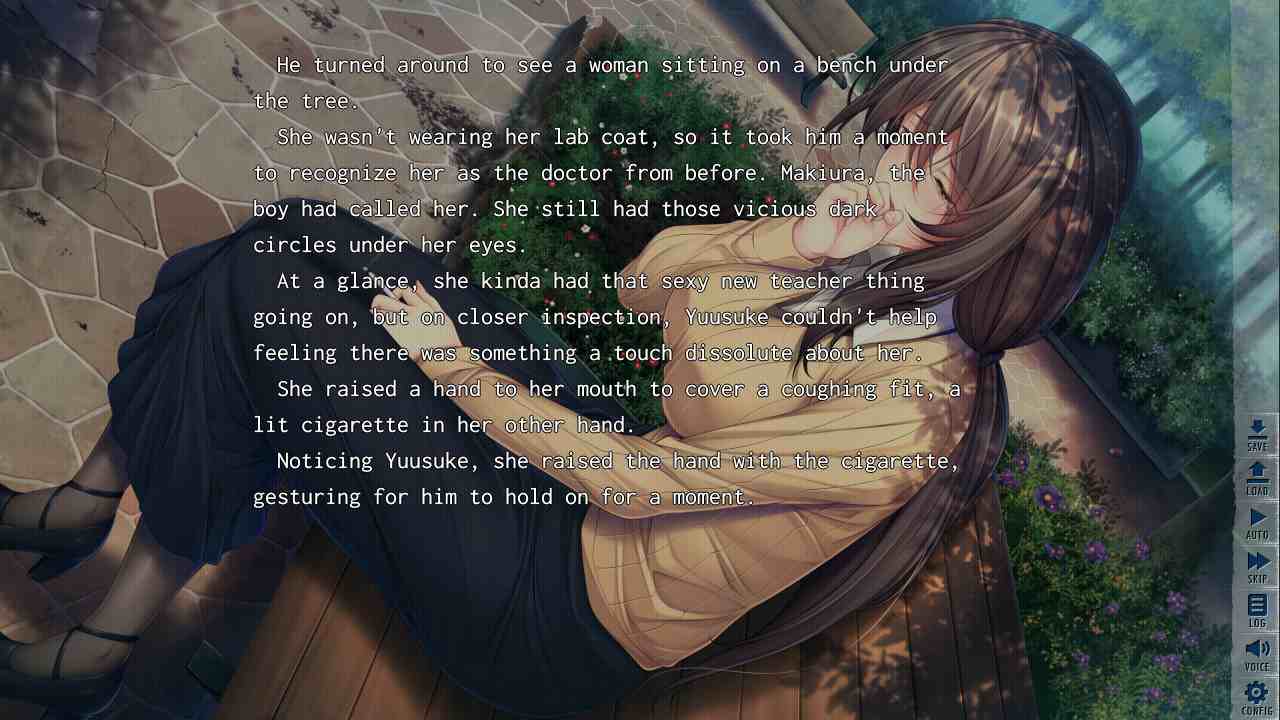 He turned around to see a woman sitting on a bench under
the tree.
She wasn't wearing her lab coat, so it took him a moment
to recognize her as the doctor from before. Makiura, the
boy had called her. She still had those vicious dark
circles under her eyes.
At a glance, she kinda had that sexy new teacher thing
going on, but on closer inspection, Yuusuke couldn't help
feeling there was something a touch dissolute about her.
She raised a hand to her mouth to cover a coughing fit, a
lit cigarette in her other hand.
Noticing Yuusuke, she raised the hand with the cigarette,
gesturing for him to hold on for a moment.
SAVE
LOAD
AUTO
SKIP
LOG
VOICE
CONFIG